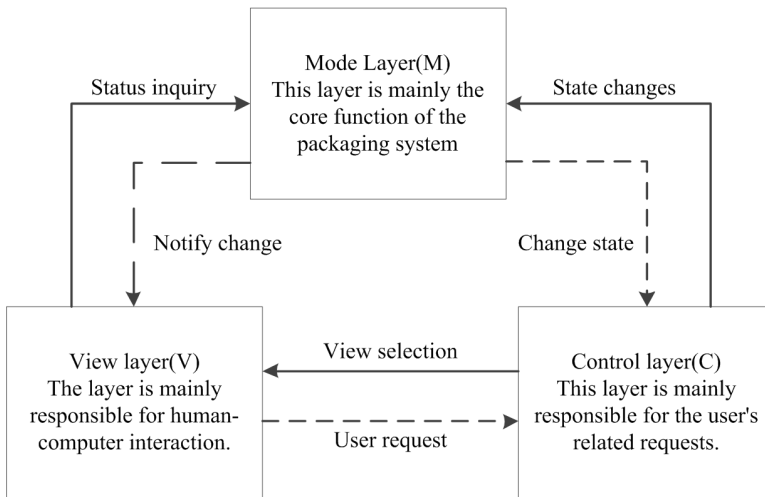 Mode Layer(M)
This layer is mainly the
core function of the
packaging system
Status inquiry
State changes
Notify change
Change state
View layer(V)
The layer is mainly
responsible for human-
computer interaction.
View selection
User request
Control layer(C)
This layer is mainly
responsible for the user's
related requests.